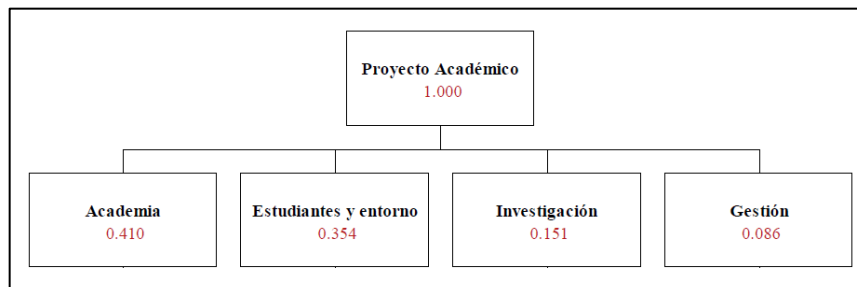 Proyecto Académico
1.000
Academia
0.410
Estudiantes y entorno
0.354
Investigación
0.151
Gestión
0.086